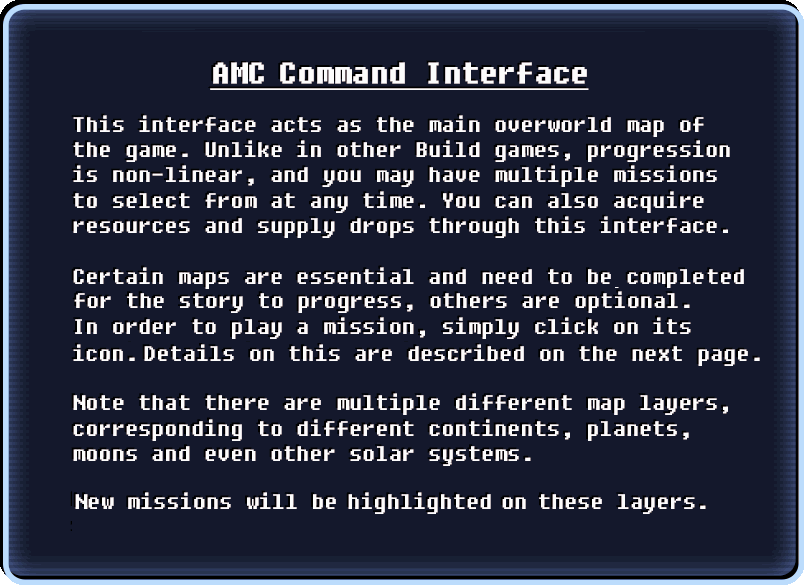 AMC Command Interface
This interface acts as the main overworld map of
the game. Unlike in other Build games, progression
is non-linear, and you may have multiple missions
to select from at any time. You can also acquire
resources and supply drops through this interface.
Certain maps are essential and need to be completed
for the story to progress, others are optional.
In order to play a mission, simply click on its
icon. Details on this are described on the next page.
Note that there are multiple different map layers,
corresponding to different continents, planets,
moons and even other solar systems.
New missions will be highlighted on these layers.